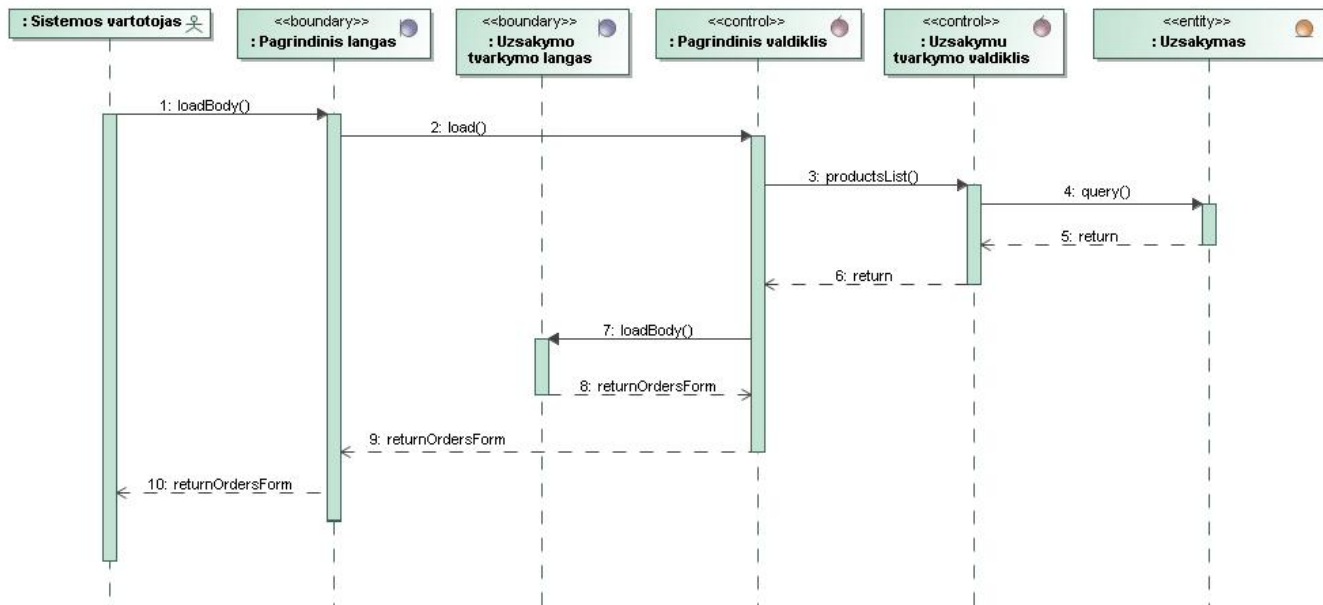 : Sistemos vartotojas
<<boundary>>
: Pagrindinis langas
<<boundary>>
: Uzsakymo
tvarkymo langas
<<control>>
: Pagrindinis valdiklis
<<control>>
: Uzsakymu
tvarkymo valdiklis
<<entity>>
: Uzsakymas
1: loadBody()
2: load()
3: productsList()
4: query()
5: return
6: return
7: loadBody()
8: returnOrdersForm
9: returnOrdersForm
10: returnOrdersForm